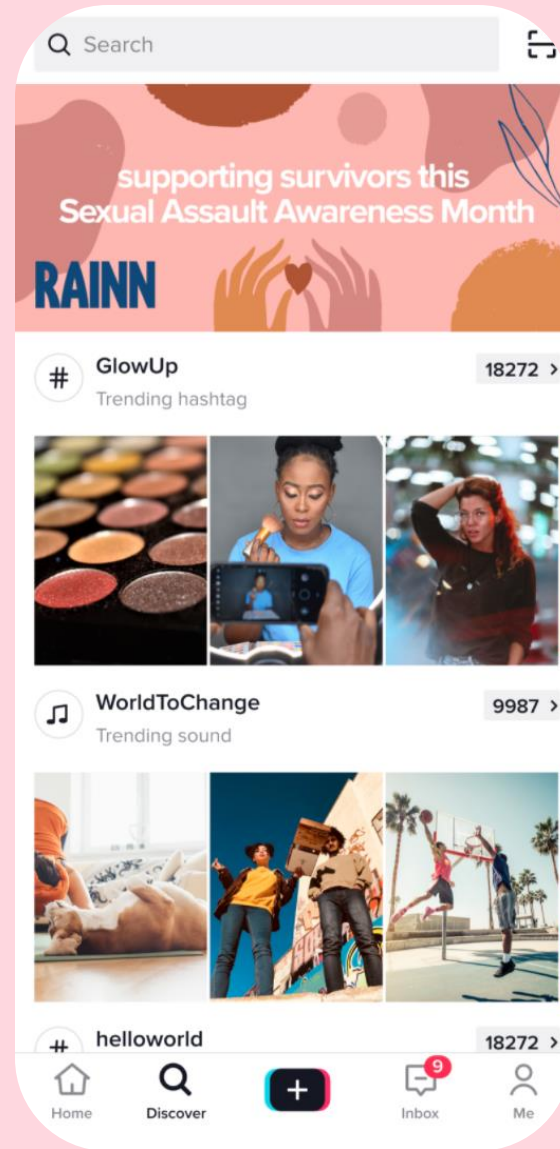 Search
supporting survivors this
Sexual Assault Awareness Month
RAINN
# GlowUp 18272 >
Trending hashtag
WorldToChange 9987 >
Trending sound
# helloworld 18272 >
+
9
Home Discover Inbox Me